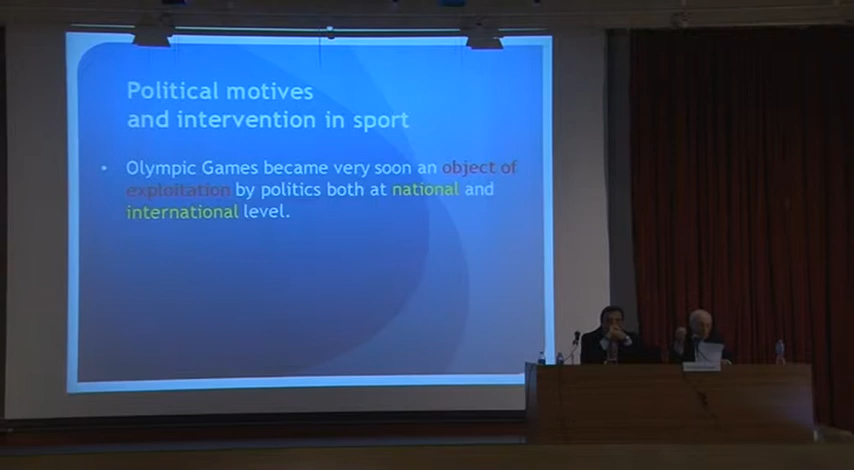 Political motives
and intervention in sport
• Olympic Games became very soon an object of
exploitation by politics both at national and
international level.